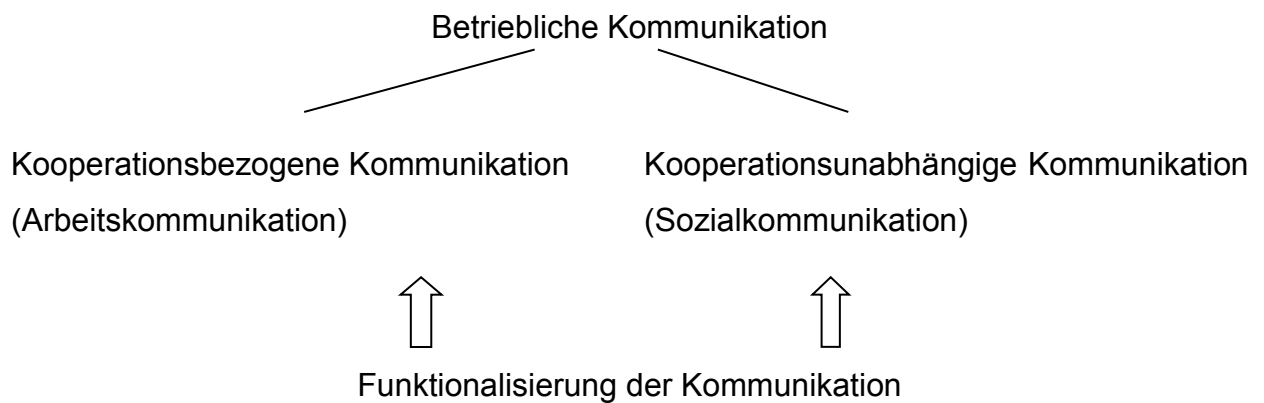 Betriebliche Kommunikation
Kooperationsbezogene Kommunikation
(Arbeitskommunikation)
Kooperationsunabhängige Kommunikation
(Sozialkommunikation)
Funktionalisierung der Kommunikation